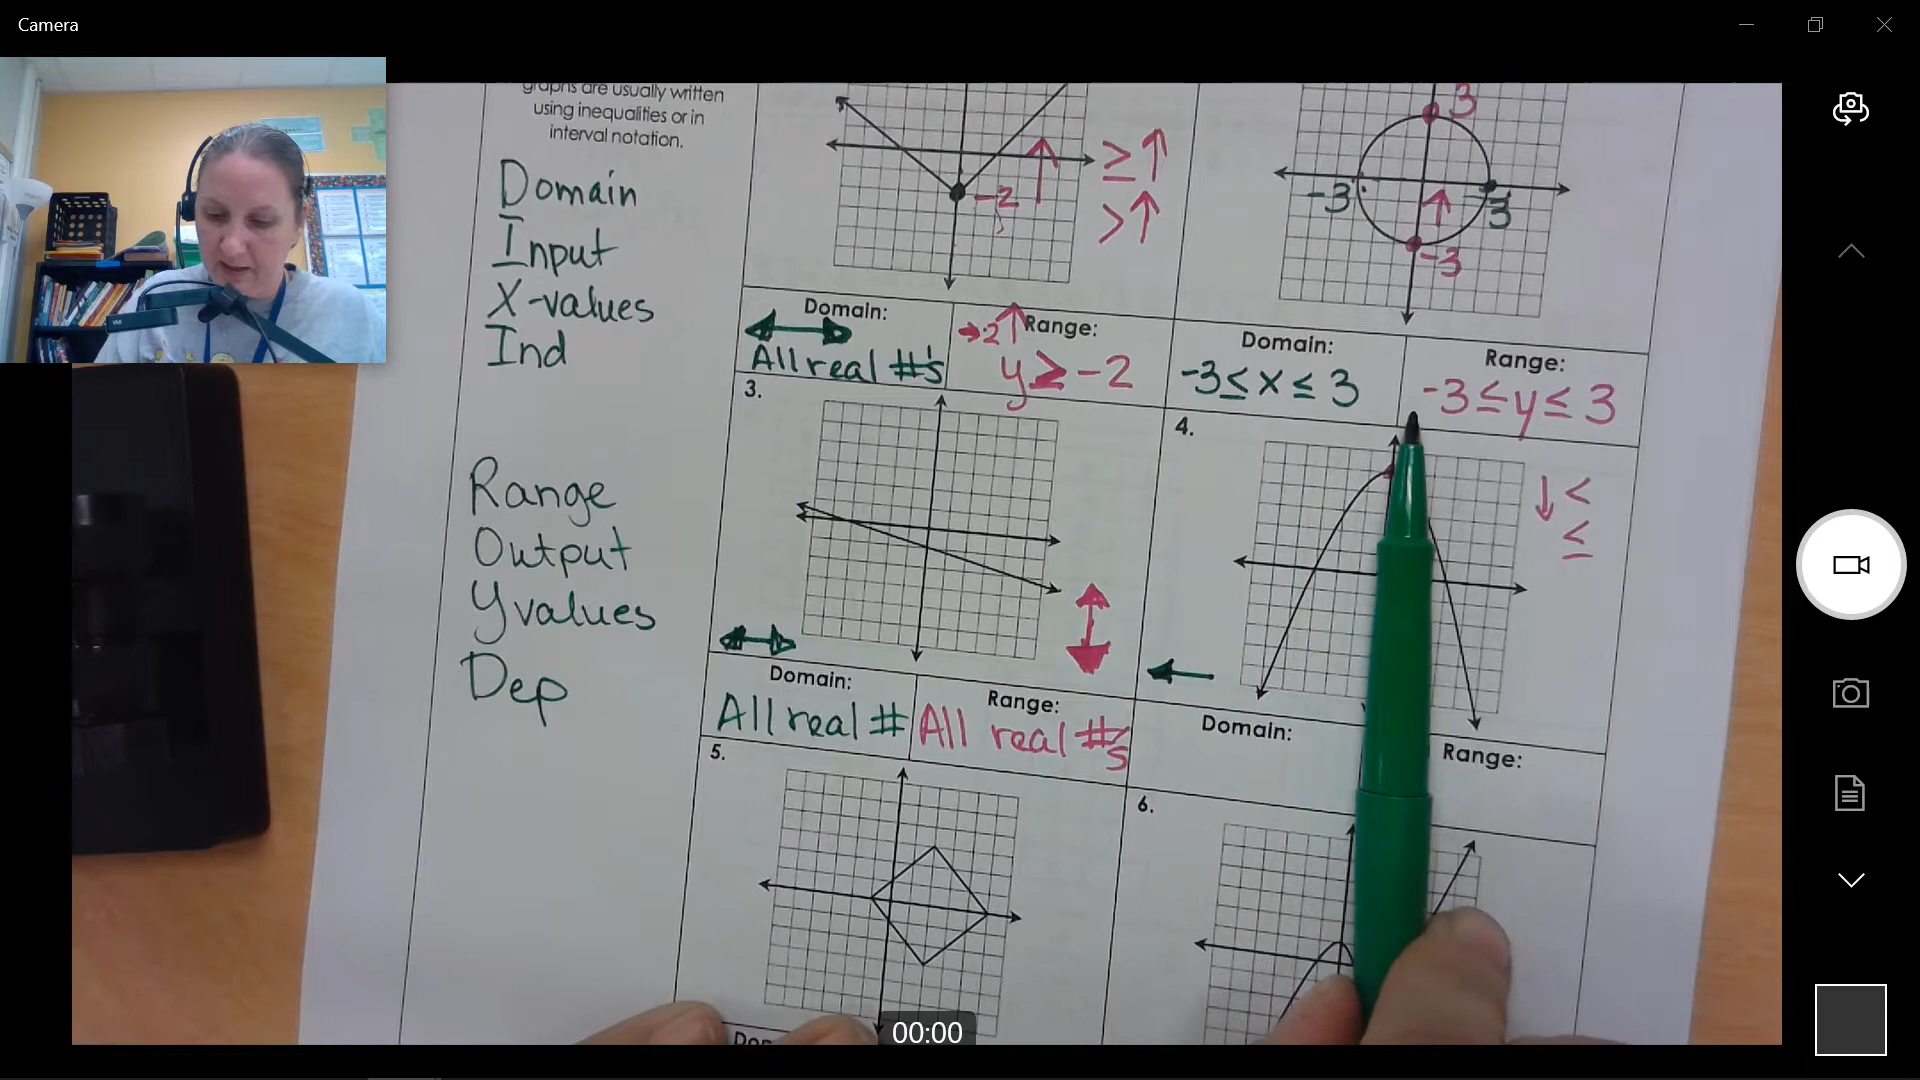 Camera
graphs are usually written
using inequalities or in
interval notation.
Domain
Input
X-values
Ind
Range
Output
Yvalues
Dep
-2
≥↑
>↑
Domain:
All real #'s
→-2↑
Range:
y≥-2
3
-3
3
-3
Domain:
-3≤x≤3
Range:
-3≤y≤3
3.
Domain:
All real #
Range:
All real #s
4.
↓<
≤
Domain:
Range:
5.
6.
00:00